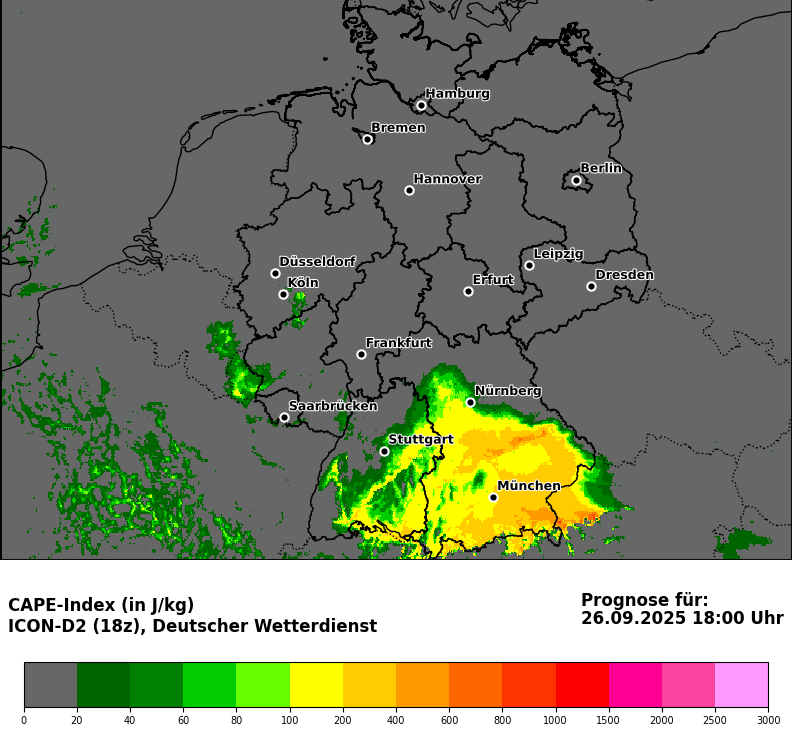 Hamburg
Bremen
Berlin
Hannover
Leipzig
Düsseldorf
Dresden
Köln
Erfurt
Frankfurt
Nürnberg
Saarbrücken
Stuttgart
München
CAPE-Index (in J/kg)
ICON-D2 (18z), Deutscher Wetterdienst
Prognose für:
26.09.2025 18:00 Uhr
0 20 40 60 80 100 200 400 600 800 1000 1500 2000 2500 3000